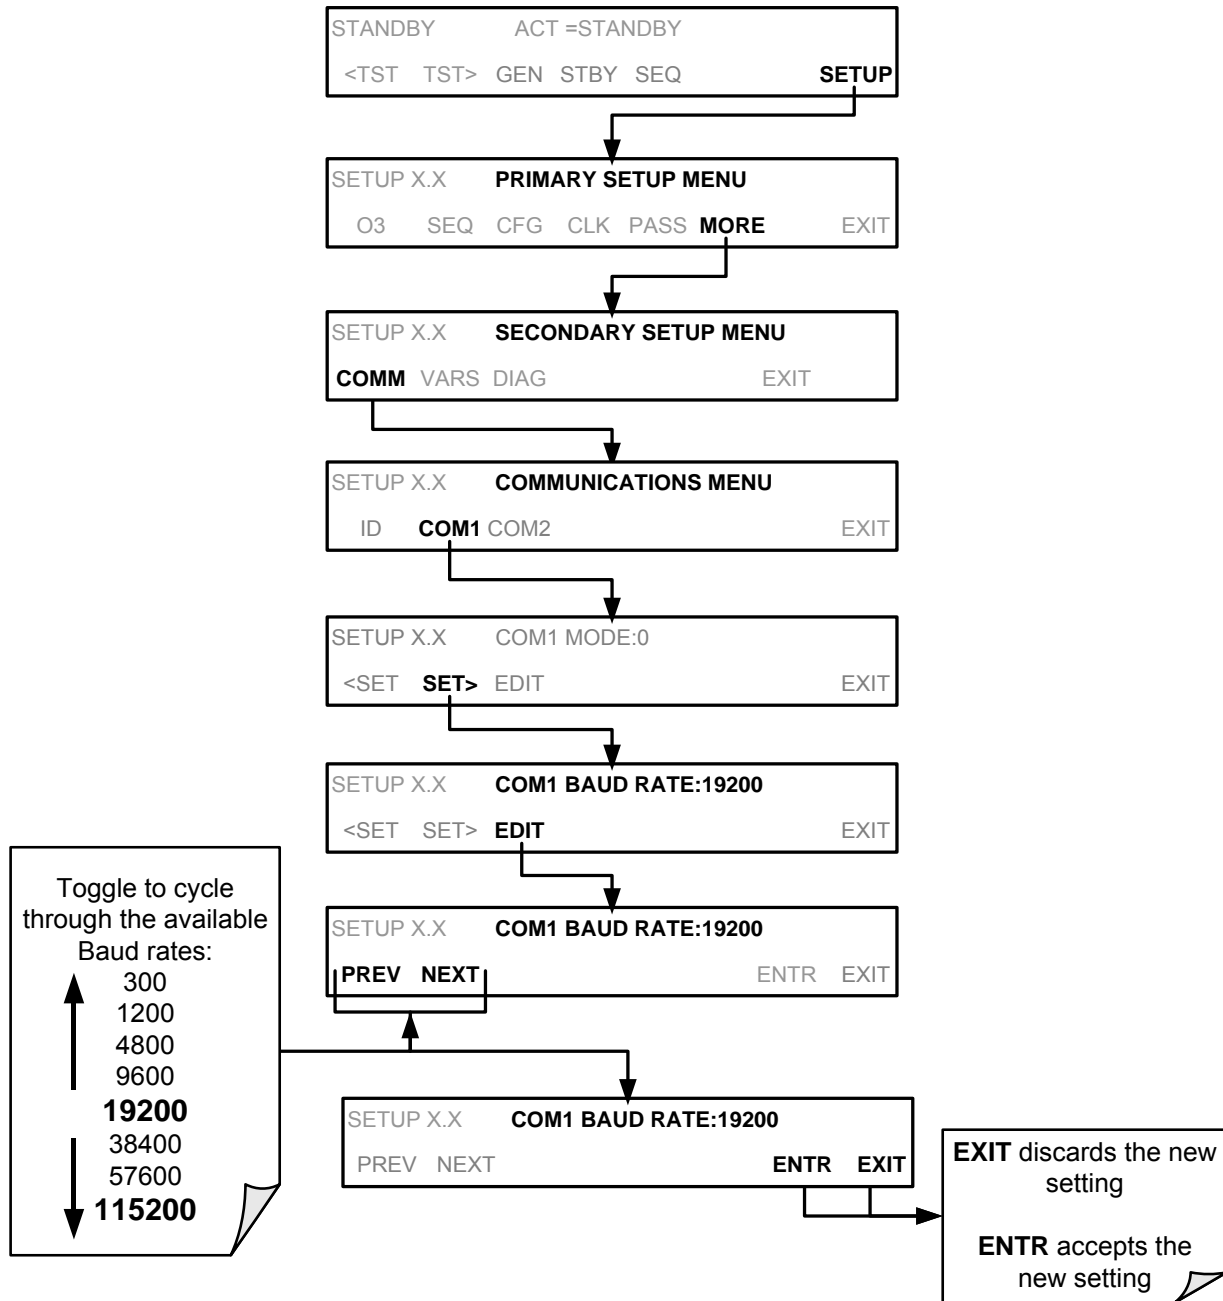 STANDBY ACT =STANDBY
<TST TST> GEN STBY SEQ SETUP
SETUP X.X PRIMARY SETUP MENU
O3 SEQ CFG CLK PASS MORE EXIT
SETUP X.X SECONDARY SETUP MENU
COMM VARS DIAG EXIT
SETUP X.X COMMUNICATIONS MENU
ID COM1 COM2 EXIT
SETUP X.X COM1 MODE:0
<SET SET> EDIT EXIT
SETUP X.X COM1 BAUD RATE:19200
<SET SET> EDIT EXIT
SETUP X.X COM1 BAUD RATE:19200
PREV NEXT ENTR EXIT
Toggle to cycle
through the available
Baud rates:
300
1200
4800
9600
19200
38400
57600
115200
SETUP X.X COM1 BAUD RATE:19200
PREV NEXT ENTR EXIT
EXIT discards the new
setting
ENTR accepts the
new setting